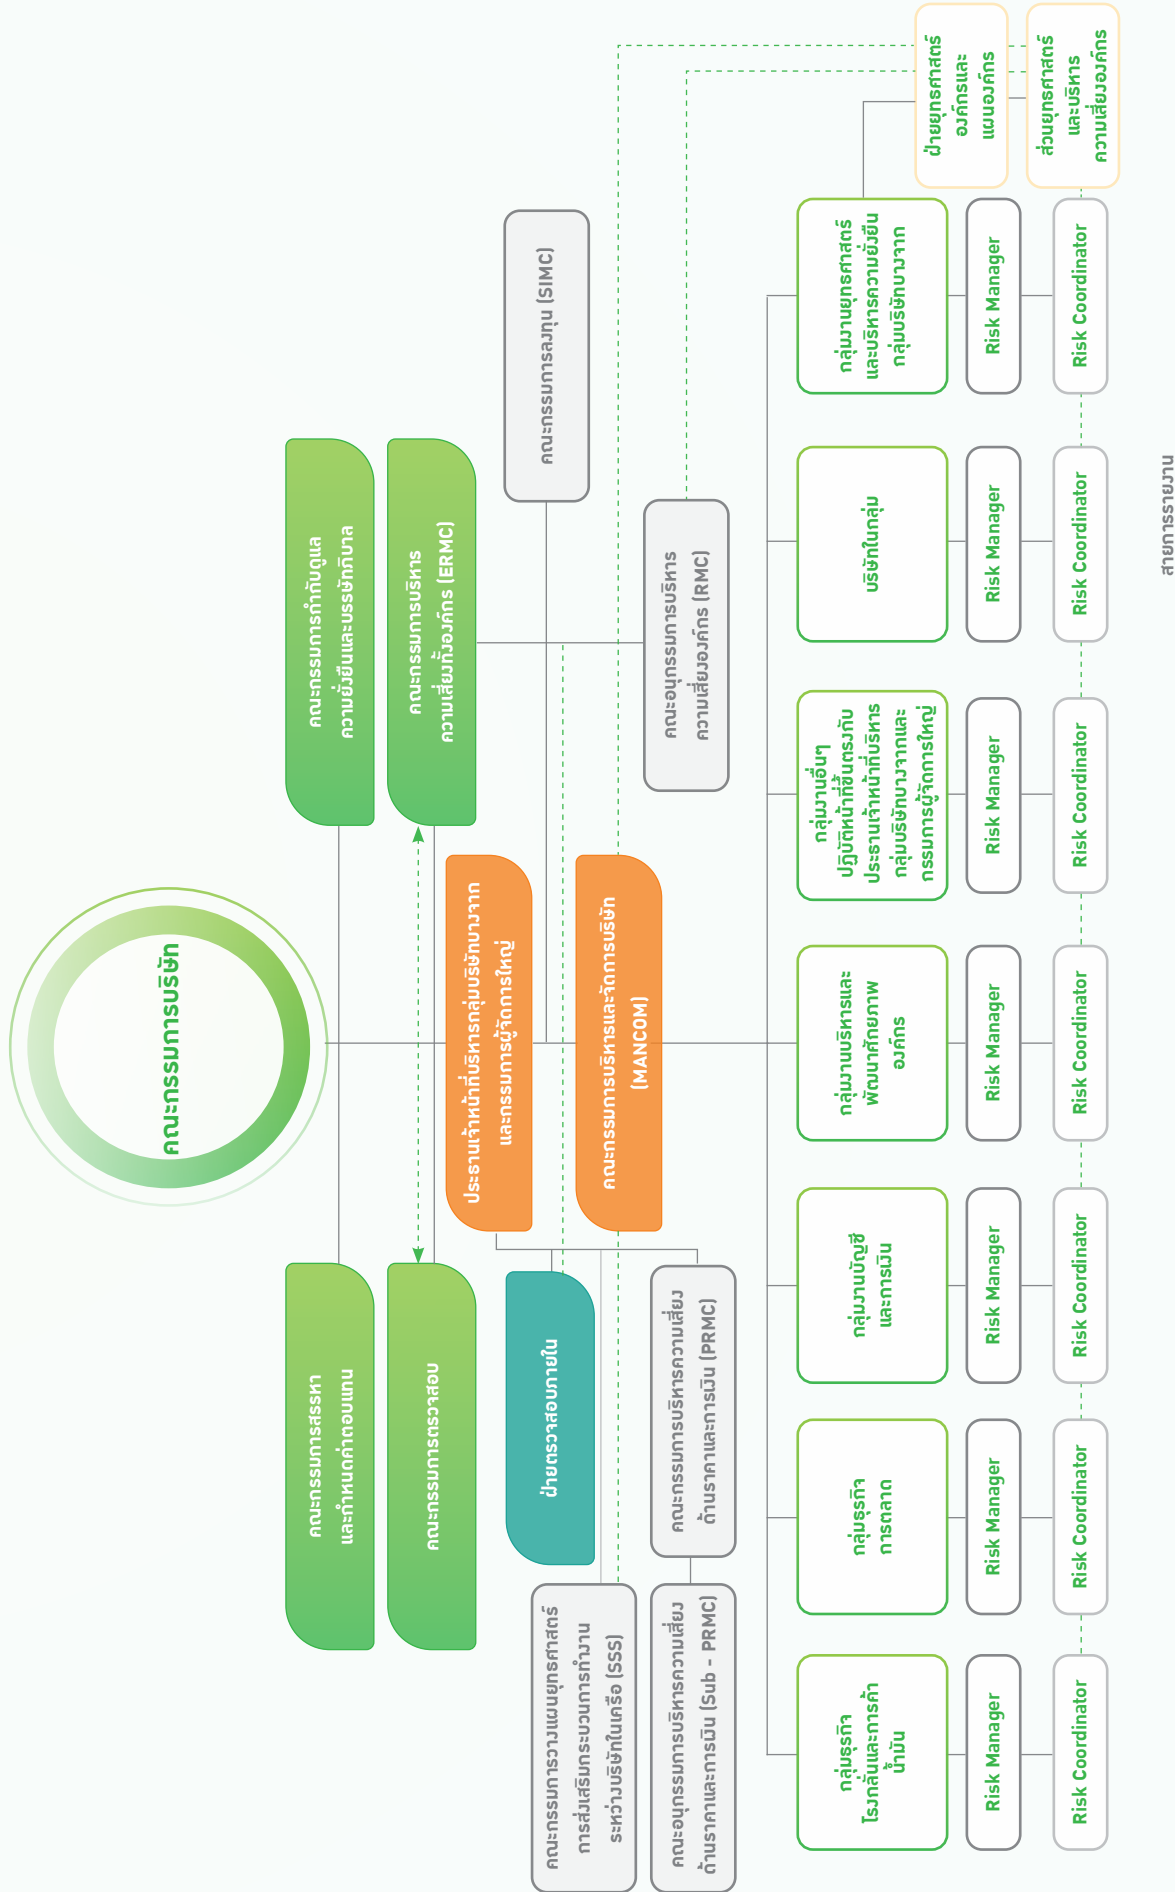 คณะกรรมการบริษัท
คณะกรรมการสรรหา
และกำหนดค่าตอบแทน
คณะกรรมการกำกับดูแล
ความยั่งยืนและบรรษัทภิบาล
คณะกรรมการตรวจสอบ
คณะกรรมการบริหาร
ความเสี่ยงทั้งองค์กร (ERMC)
ประธานเจ้าหน้าที่บริหารกลุ่มบริษัทบางจาก
และกรรมการผู้จัดการใหญ่
ฝ่ายตรวจสอบภายใน
คณะกรรมการลงทุน (SIMC)
คณะกรรมการวางแผนยุทธศาสตร์
การส่งเสริมกระบวนการทำงาน
ระหว่างบริษัทในเครือ (SSS)
คณะกรรมการบริหารและจัดการบริษัท
(MANCOM)
คณะอนุกรรมการบริหารความเสี่ยง
ด้านราคาและการเงิน (Sub - PRMC)
คณะกรรมการบริหารความเสี่ยง
ด้านราคาและการเงิน (PRMC)
คณะอนุกรรมการบริหาร
ความเสี่ยงองค์กร (RMC)
กลุ่มธุรกิจ
โรงกลั่นและการค้า
น้ำมัน
กลุ่มธุรกิจ
การตลาด
กลุ่มงานบัญชี
และการเงิน
กลุ่มงานบริหารและ
พัฒนาศักยภาพ
องค์กร
กลุ่มงานอื่นๆ
ปฏิบัติหน้าที่ขึ้นตรงกับ
ประธานเจ้าหน้าที่บริหาร
กลุ่มบริษัทบางจากและ
กรรมการผู้จัดการใหญ่
บริษัทในกลุ่ม
กลุ่มงานยุทธศาสตร์
และบริหารความยั่งยืน
กลุ่มบริษัทบางจาก
ฝ่ายยุทธศาสตร์
องค์กรและ
แผนองค์กร
Risk Manager
Risk Manager
Risk Manager
Risk Manager
Risk Manager
Risk Manager
Risk Manager
ส่วนยุทธศาสตร์
และบริหาร
ความเสี่ยงองค์กร
Risk Coordinator
Risk Coordinator
Risk Coordinator
Risk Coordinator
Risk Coordinator
Risk Coordinator
Risk Coordinator
สายการรายงาน